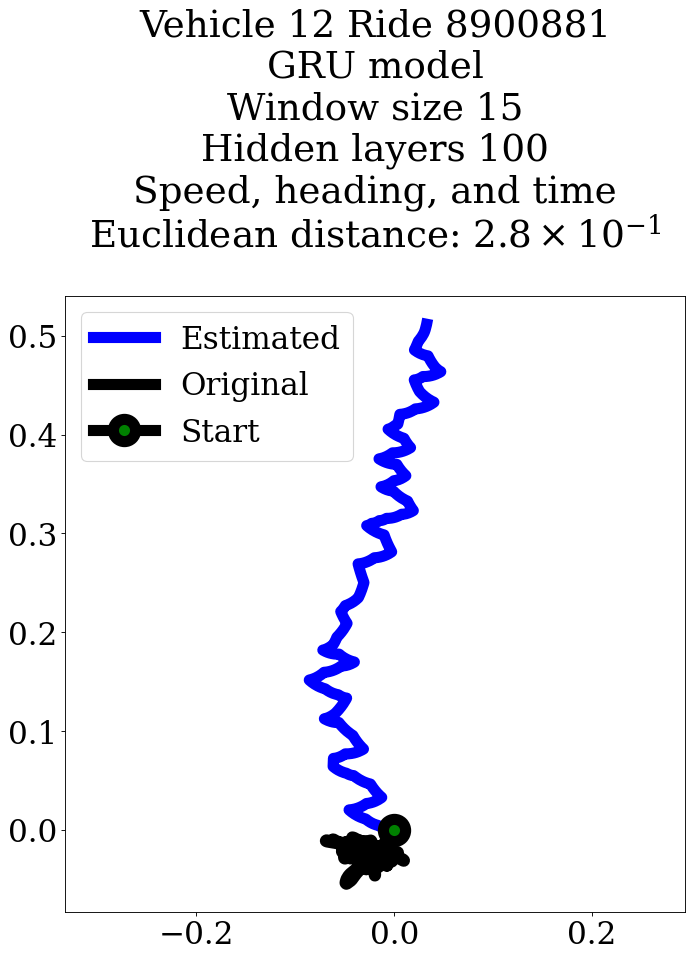 Vehicle 12 Ride 8900881
GRU model
Window size 15
Hidden layers 100
Speed, heading, and time
Euclidean distance: 2.8 × 10⁻¹
Estimated
Original
Start
0.5
0.4
0.3
0.2
0.1
0.0
−0.2 0.0 0.2